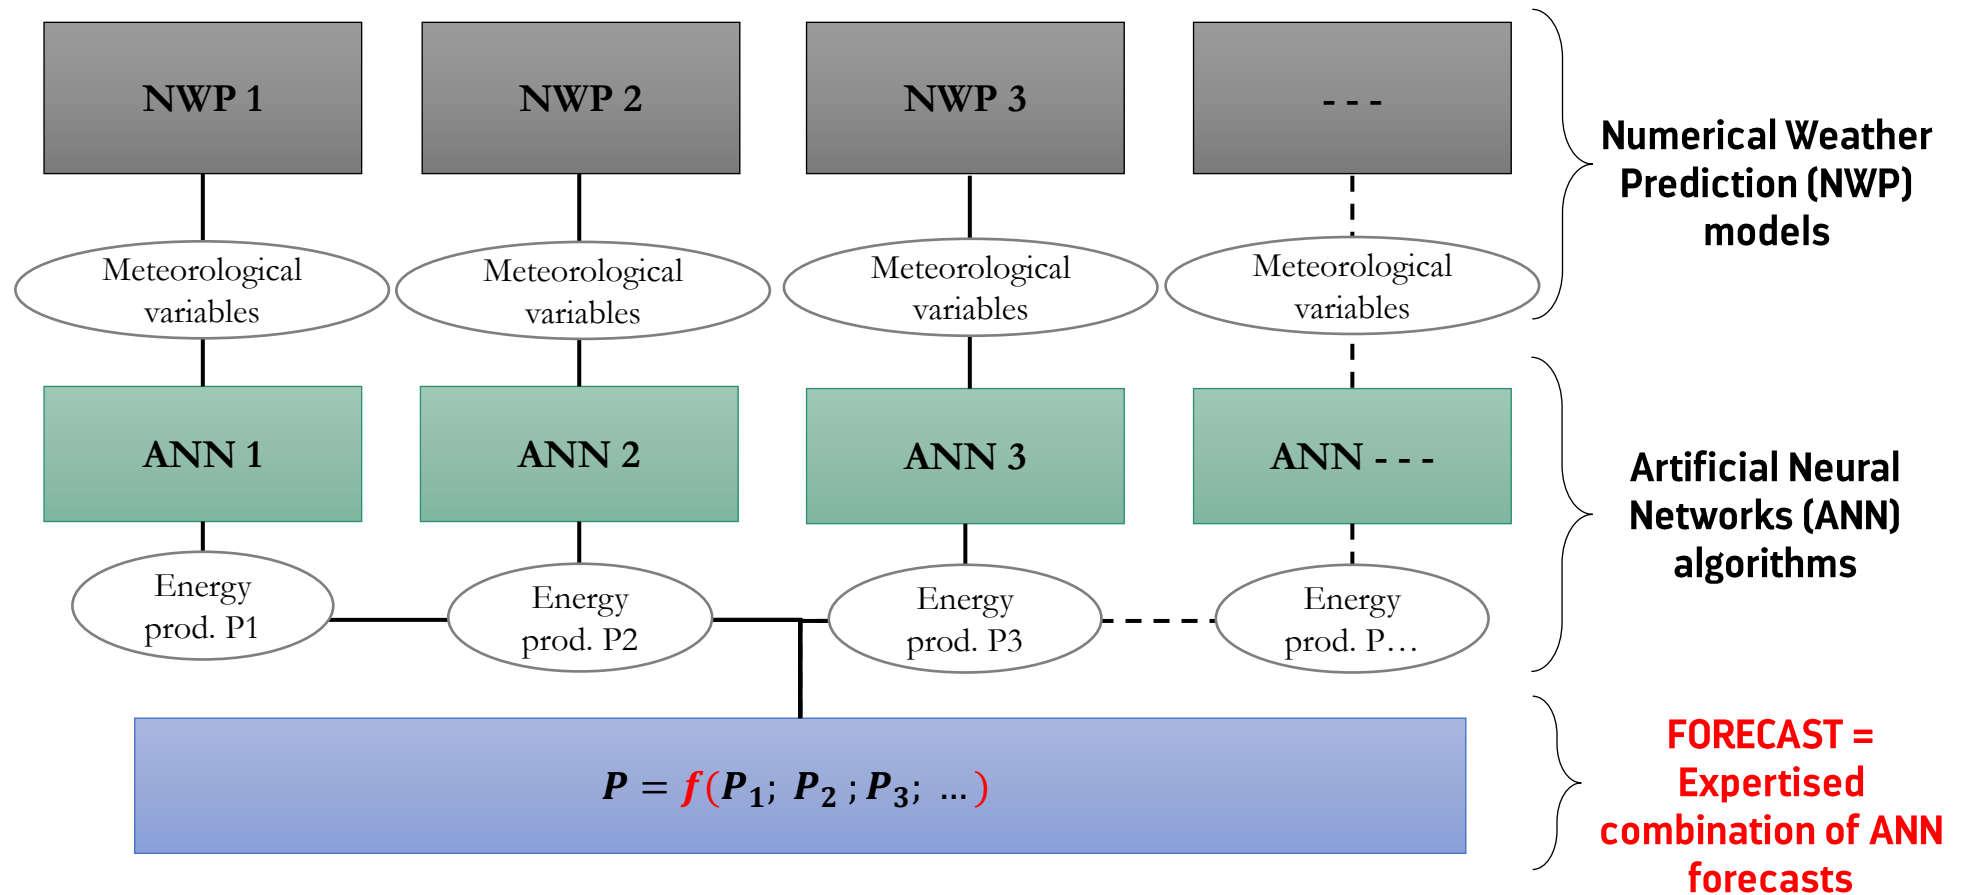 NWP 1
NWP 2
NWP 3
- - -
Numerical Weather
Prediction (NWP)
models
Meteorological
variables
Meteorological
variables
Meteorological
variables
Meteorological
variables
ANN 1
ANN 2
ANN 3
ANN - - -
Artificial Neural
Networks (ANN)
algorithms
Energy
prod. P1
Energy
prod. P2
Energy
prod. P3
Energy
prod. P…
P = f(P₁; P₂ ; P₃; … )
FORECAST =
Expertised
combination of ANN
forecasts